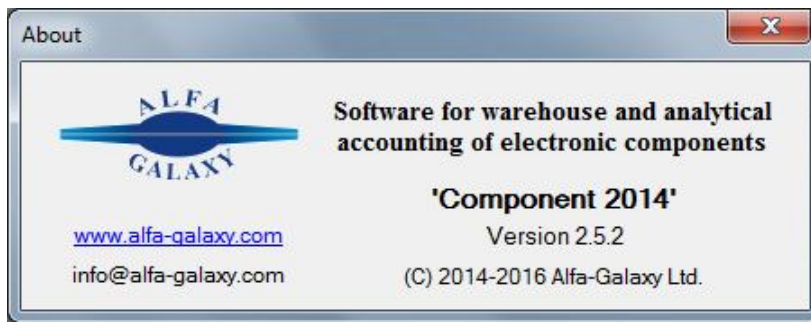 About
ALFA
GALAXY
www.alfa-galaxy.com
info@alfa-galaxy.com
Software for warehouse and analytical
accounting of electronic components
'Component 2014'
Version 2.5.2
(C) 2014-2016 Alfa-Galaxy Ltd.